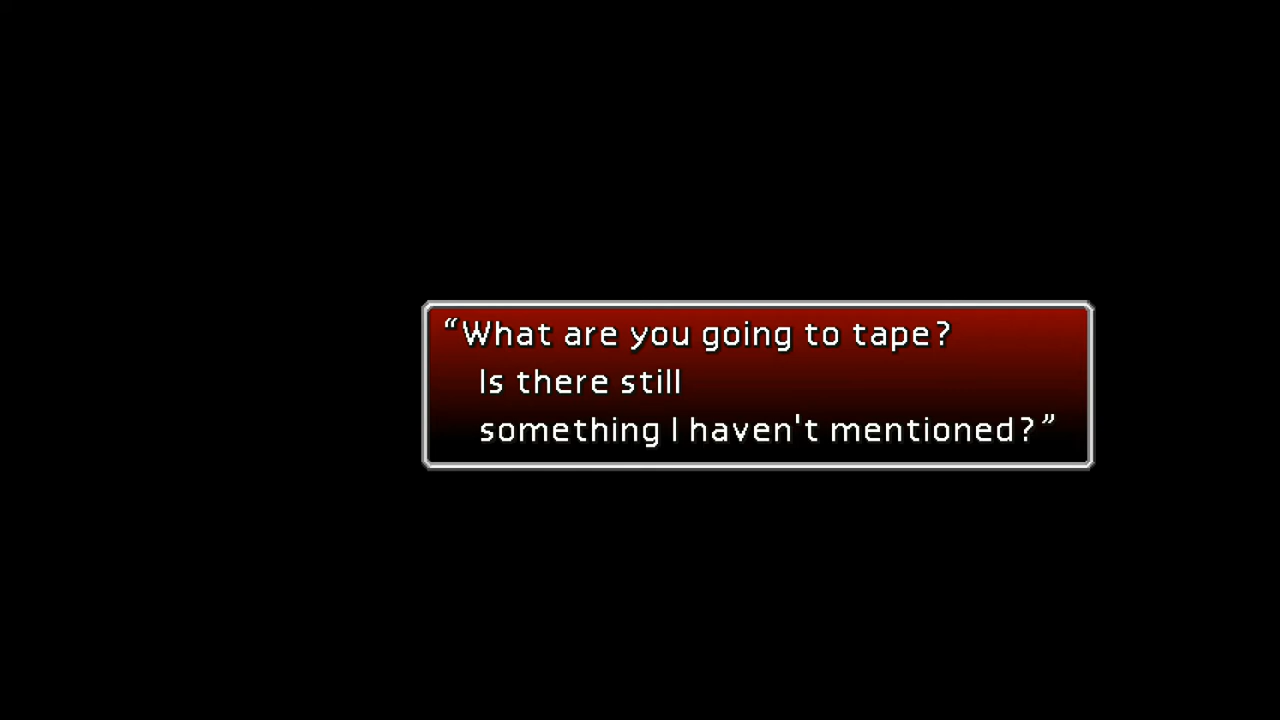 “What are you going to tape?
Is there still
something I haven't mentioned?”